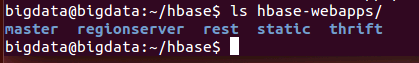 bigdata@bigdata:~/hbase$ ls hbase-webapps/
master  regionserver  rest  static  thrift
bigdata@bigdata:~/hbase$